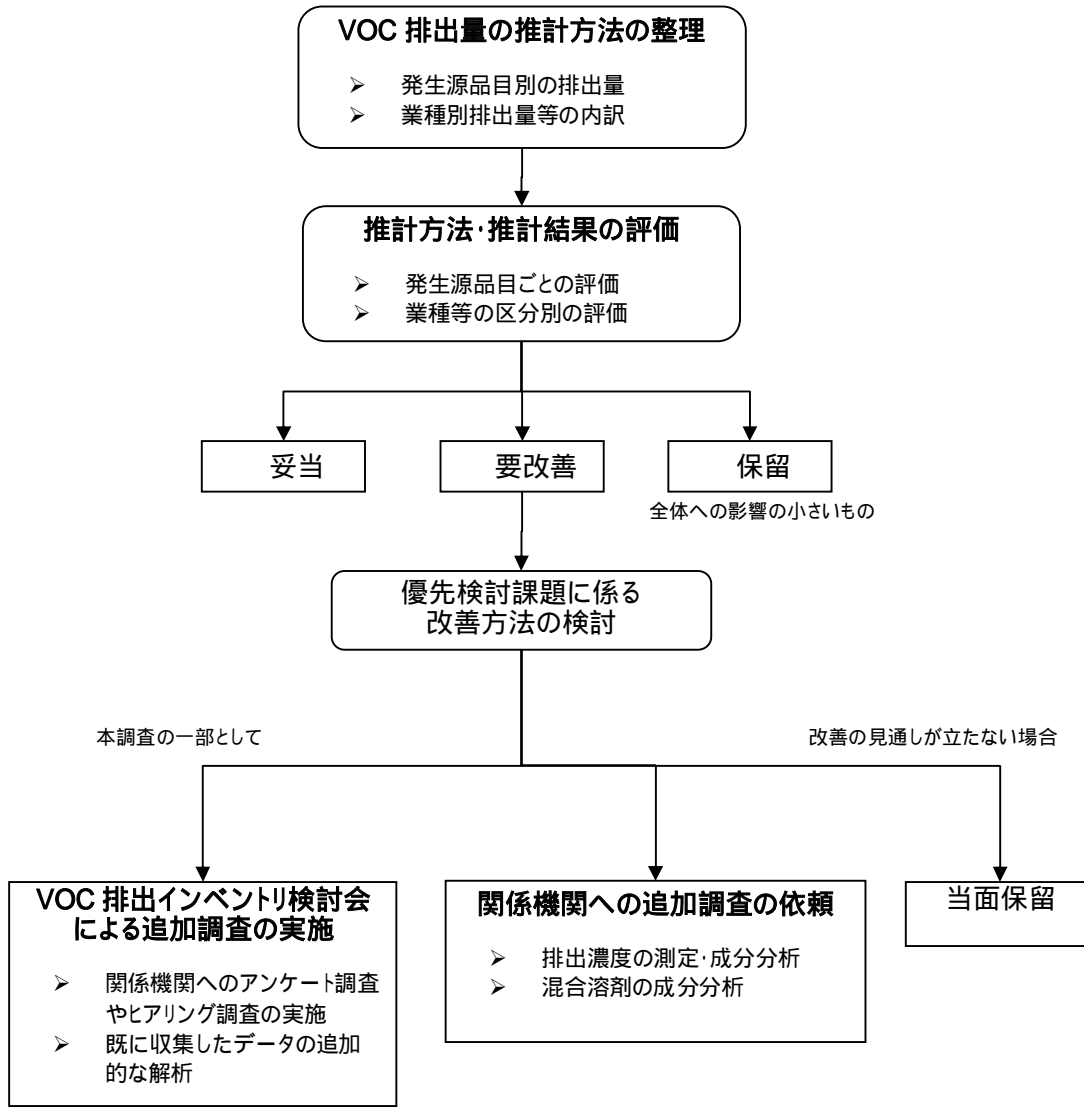 VOC 排出量の推計方法の整理
➢ 発生源品目別の排出量
➢ 業種別排出量等の内訳
推計方法･推計結果の評価
➢ 発生源品目ごとの評価
➢ 業種等の区分別の評価
妥当
要改善
保留
全体への影響の小さいもの
優先検討課題に係る
改善方法の検討
本調査の一部として
改善の見通しが立たない場合
VOC 排出インベントリ検討会
による追加調査の実施
➢ 関係機関へのアンケート調査
やヒアリング調査の実施
➢ 既に収集したデータの追加
的な解析
関係機関への追加調査の依頼
➢ 排出濃度の測定･成分分析
➢ 混合溶剤の成分分析
当面保留